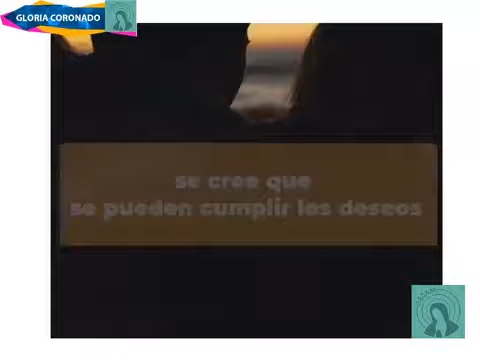 GLORIA CORONADO
se cree que
se pueden cumplir los deseos